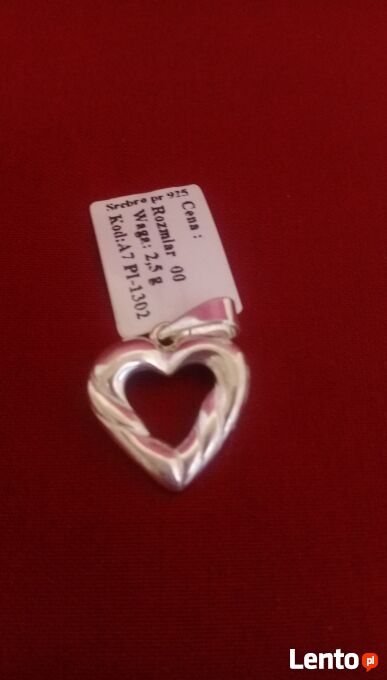 Cena :
Srebro pr 925
Rozmiar 00
Waga: 2,5 g
Kod:A7 PI-1302
Lento.pl